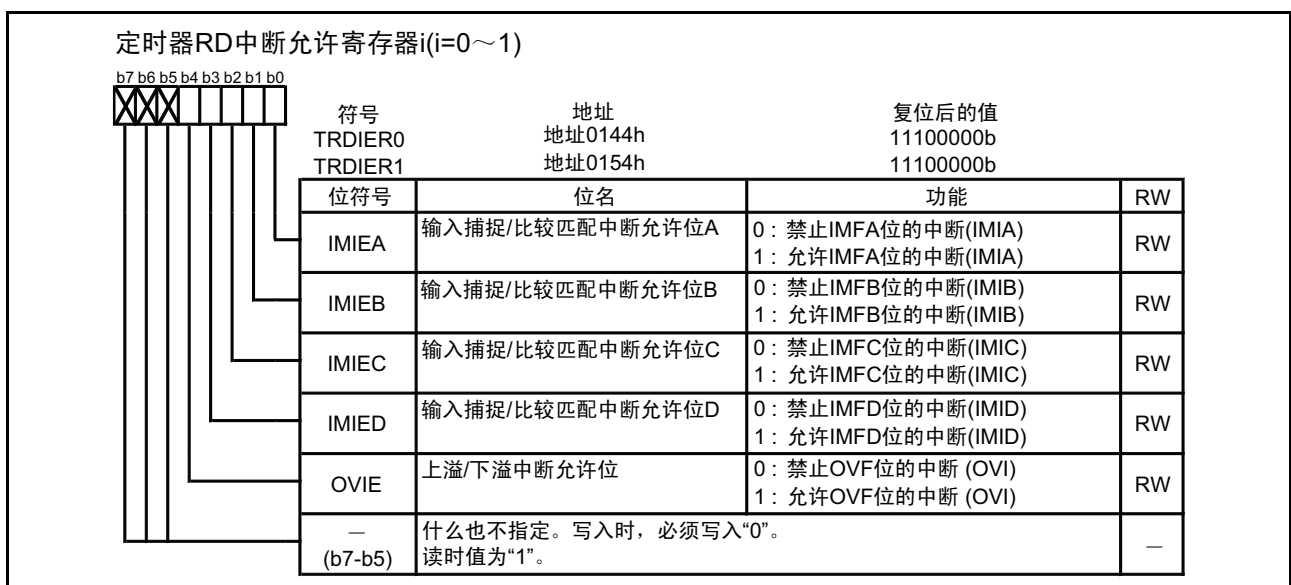 定时器RD中断允许寄存器i(i=0～1)
b7 b6 b5 b4 b3 b2 b1 b0
符号 地址 复位后的值
TRDIER0 地址0144h 11100000b
TRDIER1 地址0154h 11100000b
位符号 位名 功能 RW
IMIEA 输入捕捉/比较匹配中断允许位A 0 : 禁止IMFA位的中断(IMIA) RW
1 : 允许IMFA位的中断(IMIA)
IMIEB 输入捕捉/比较匹配中断允许位B 0 : 禁止IMFB位的中断(IMIB) RW
1 : 允许IMFB位的中断(IMIB)
IMIEC 输入捕捉/比较匹配中断允许位C 0 : 禁止IMFC位的中断(IMIC) RW
1 : 允许IMFC位的中断(IMIC)
IMIED 输入捕捉/比较匹配中断允许位D 0 : 禁止IMFD位的中断(IMID) RW
1 : 允许IMFD位的中断(IMID)
OVIE 上溢/下溢中断允许位 0 : 禁止OVF位的中断 (OVI) RW
1 : 允许OVF位的中断 (OVI)
— 什么也不指定。写入时，必须写入“0”。 —
(b7-b5) 读时值为“1”。